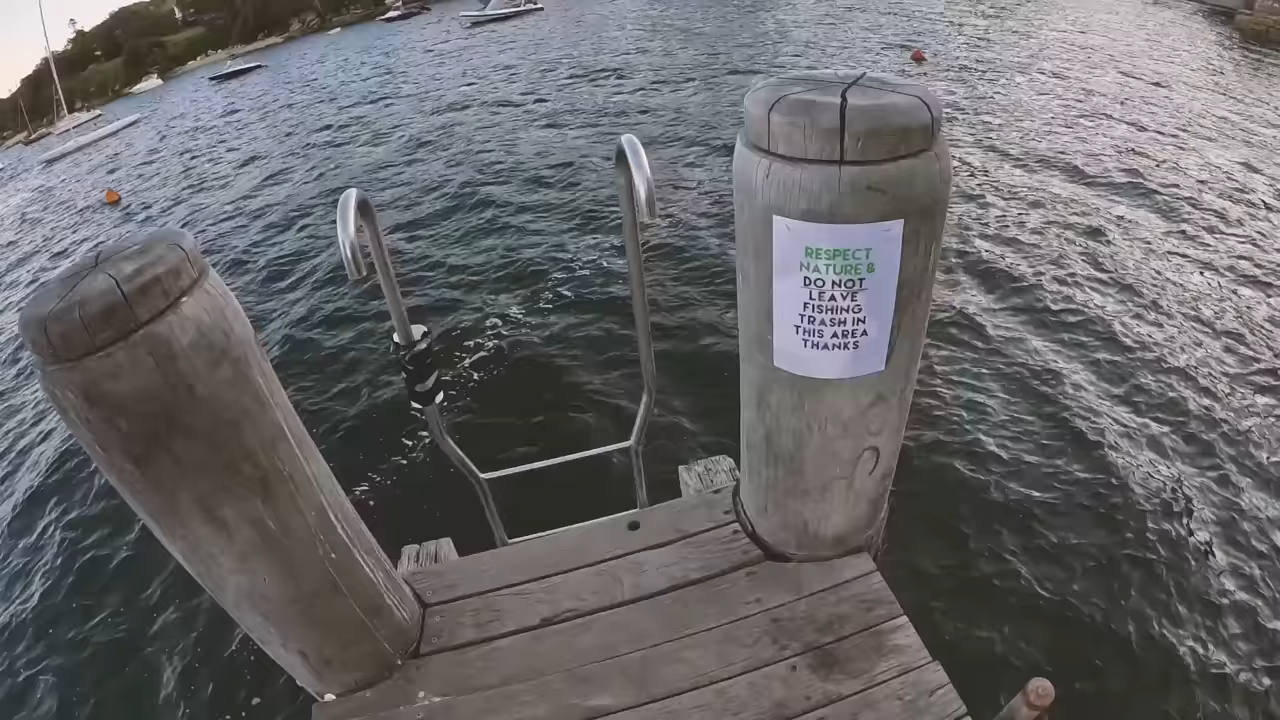 RESPECT
NATURE &
DO NOT
LEAVE
FISHING
TRASH IN
THIS AREA
THANKS